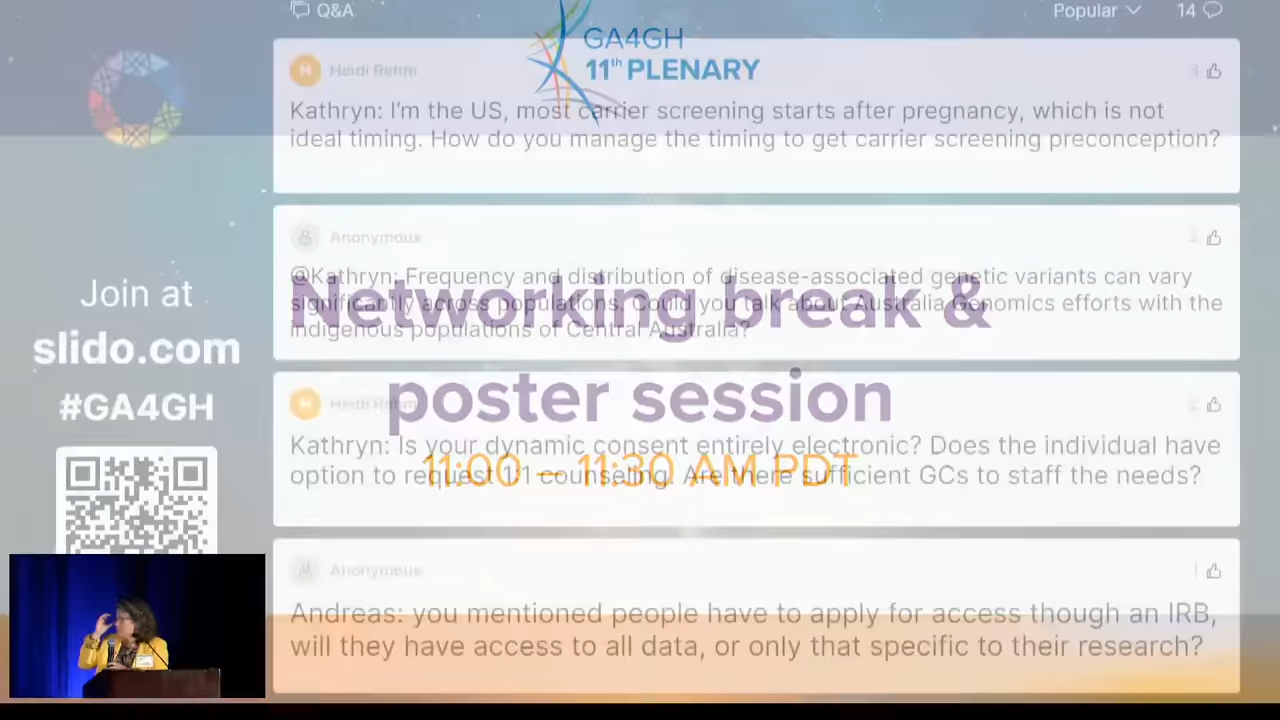 Q&A
Popular
14
GA4GH
11th PLENARY
Heidi Rehm
3
Kathryn: I'm the US, most carrier screening starts after pregnancy, which is not
ideal timing. How do you manage the timing to get carrier screening preconception?
Anonymous
@Kathryn: Frequency and distribution of disease-associated genetic variants can vary
significantly across populations. Could you talk about Australia Genomics efforts with the
indigenous populations of Central Australia?
Networking break &
poster session
11:00 – 11:30 AM PDT
Join at
slido.com
#GA4GH
Heidi Rehm
Kathryn: Is your dynamic consent entirely electronic? Does the individual have
option to request 1/1 counseling. Are there sufficient GCs to staff the needs?
Anonymous
1
Andreas: you mentioned people have to apply for access though an IRB,
will they have access to all data, or only that specific to their research?